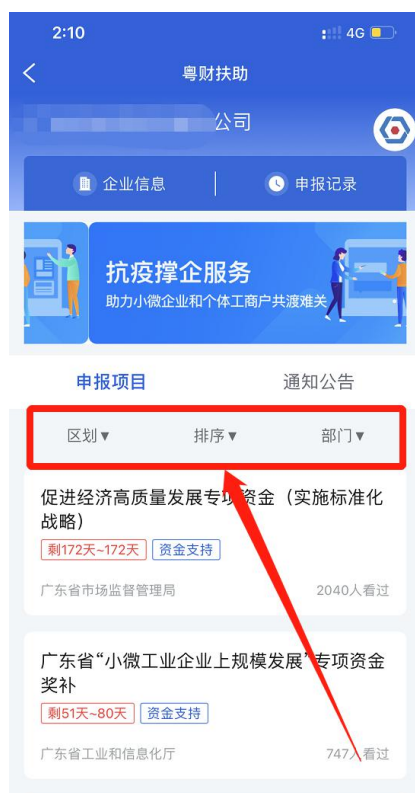 2:10
4G
粤财扶助
公司
企业信息
申报记录
抗疫撑企服务
助力小微企业和个体工商户共渡难关
申报项目
通知公告
区划▼
排序▼
部门▼
促进经济高质量发展专项资金（实施标准化
战略）
剩172天~172天
资金支持
广东省市场监督管理局
2040人看过
广东省“小微工业企业上规模发展”专项资金
奖补
剩51天~80天
资金支持
广东省工业和信息化厅
747人看过